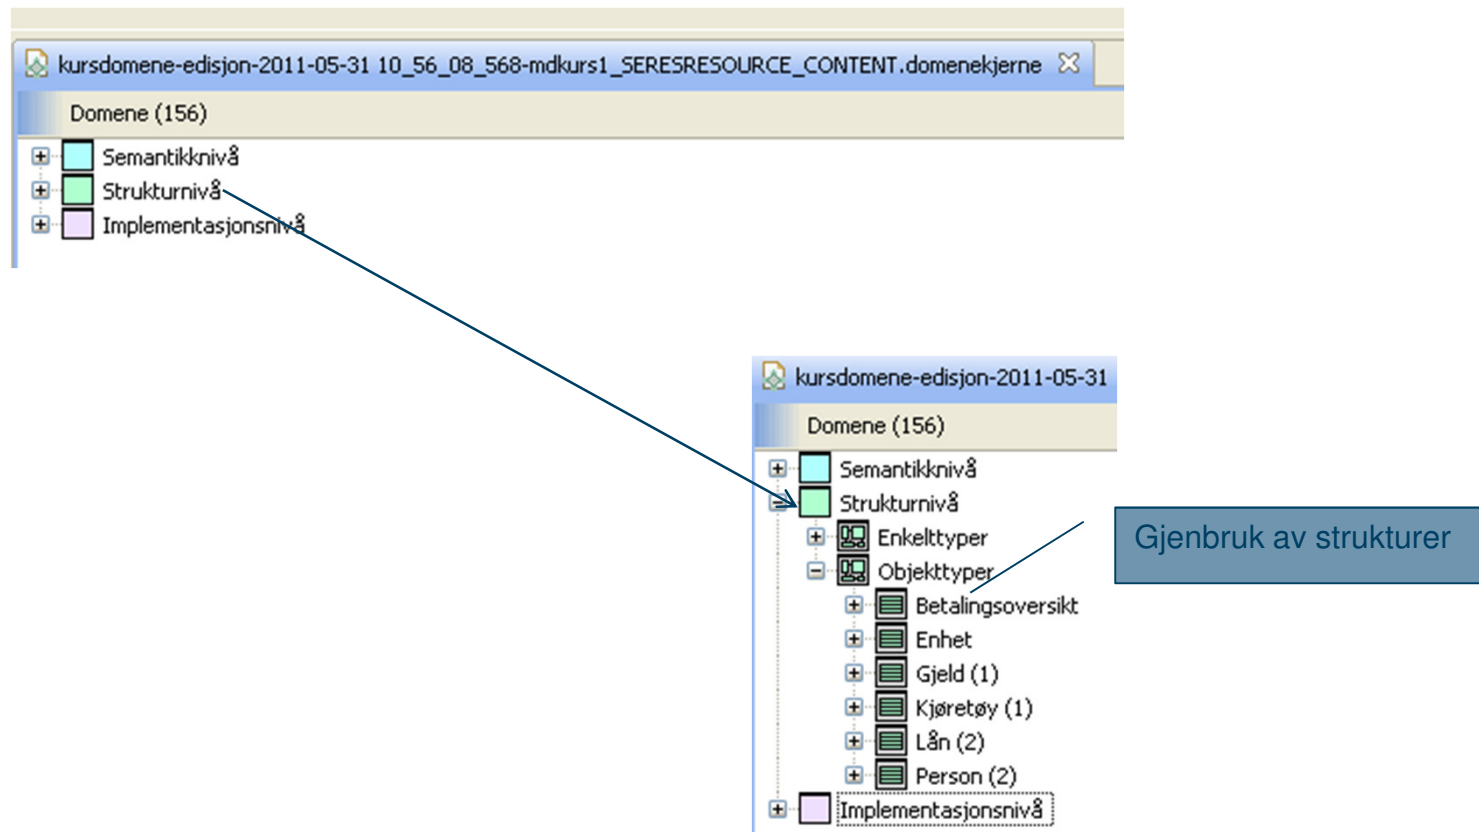 kursdomene-edisjon-2011-05-31 10_56_08_568-mdkurs1_SERESRESOURCE_CONTENT.domenekjerne
Domene (156)
Semantikknivå
Strukturnivå
Implementasjonsnivå
kursdomene-edisjon-2011-05-31
Domene (156)
Semantikknivå
Strukturnivå
Enkelttyper
Objekttyper
Betalingsoversikt
Enhet
Gjeld (1)
Kjøretøy (1)
Lån (2)
Person (2)
Implementasjonsnivå
Gjenbruk av strukturer